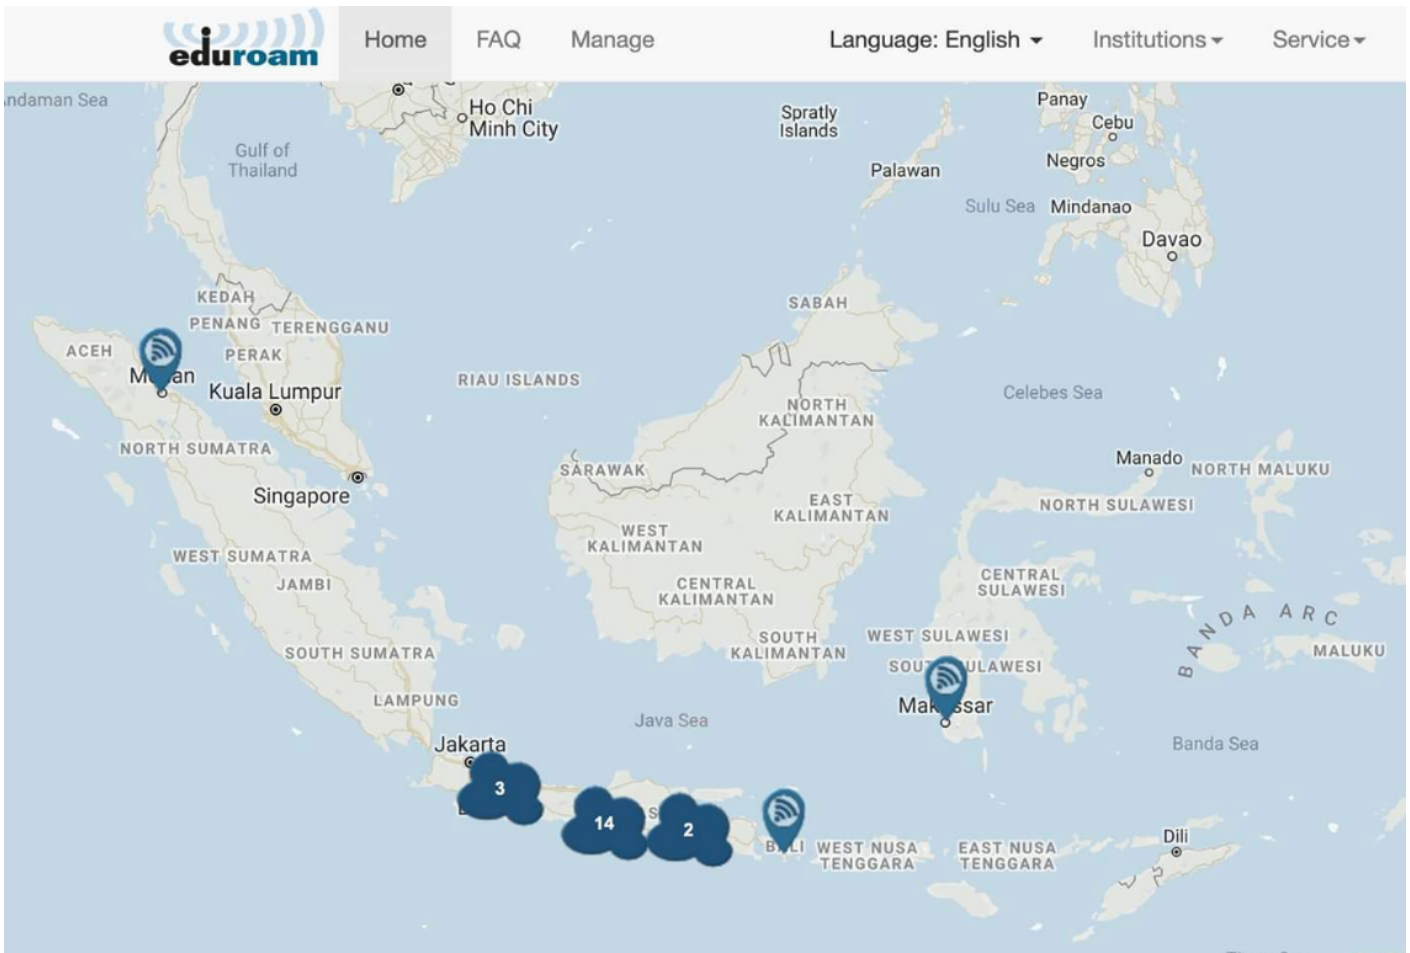 eduroam
Home
FAQ
Manage
Language: English
Institutions
Service
Andaman Sea
Ho Chi
Minh City
Gulf of
Thailand
Spratly
Islands
Panay
Cebu
Negros
Palawan
Sulu Sea
Mindanao
Davao
KEDAH
PENANG
TERENGGANU
PERAK
ACEH
Kuala Lumpur
RIAU ISLANDS
SABAH
NORTH
KALIMANTAN
Celebes Sea
NORTH SUMATRA
Singapore
SARAWAK
EAST
KALIMANTAN
WEST
KALIMANTAN
Manado
NORTH MALUKU
NORTH SULAWESI
WEST SUMATRA
JAMBI
CENTRAL
KALIMANTAN
CENTRAL
SULAWESI
BANDA ARC
SOUTH SUMATRA
SOUTH
KALIMANTAN
WEST SULAWESI
MALUKU
LAMPUNG
Java Sea
Jakarta
Banda Sea
3
14
2
Dili
WEST NUSA
TENGGARA
EAST NUSA
TENGGARA